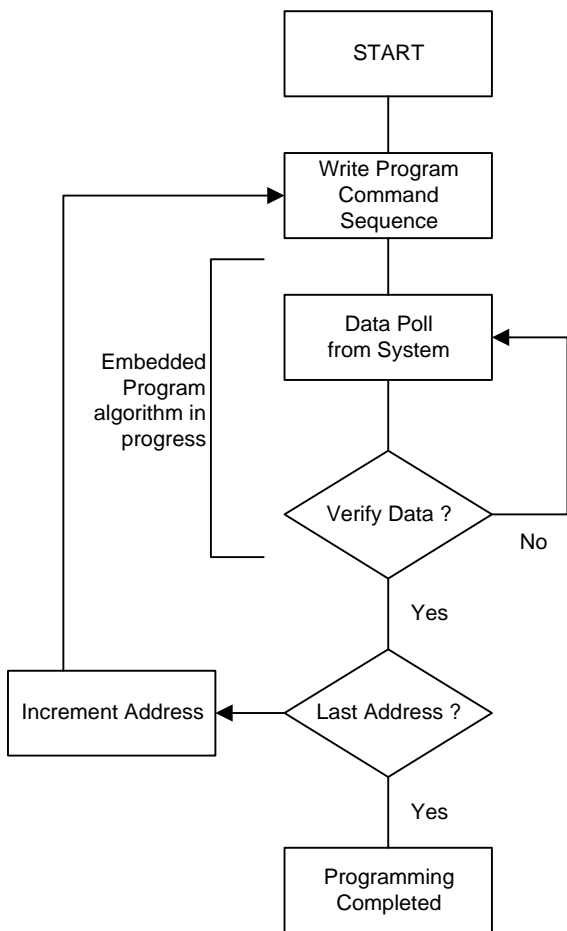 START
Write Program
Command
Sequence
Data Poll
from System
Embedded
Program
algorithm in
progress
Verify Data ?
No
Yes
Increment Address
Last Address ?
Yes
Programming
Completed